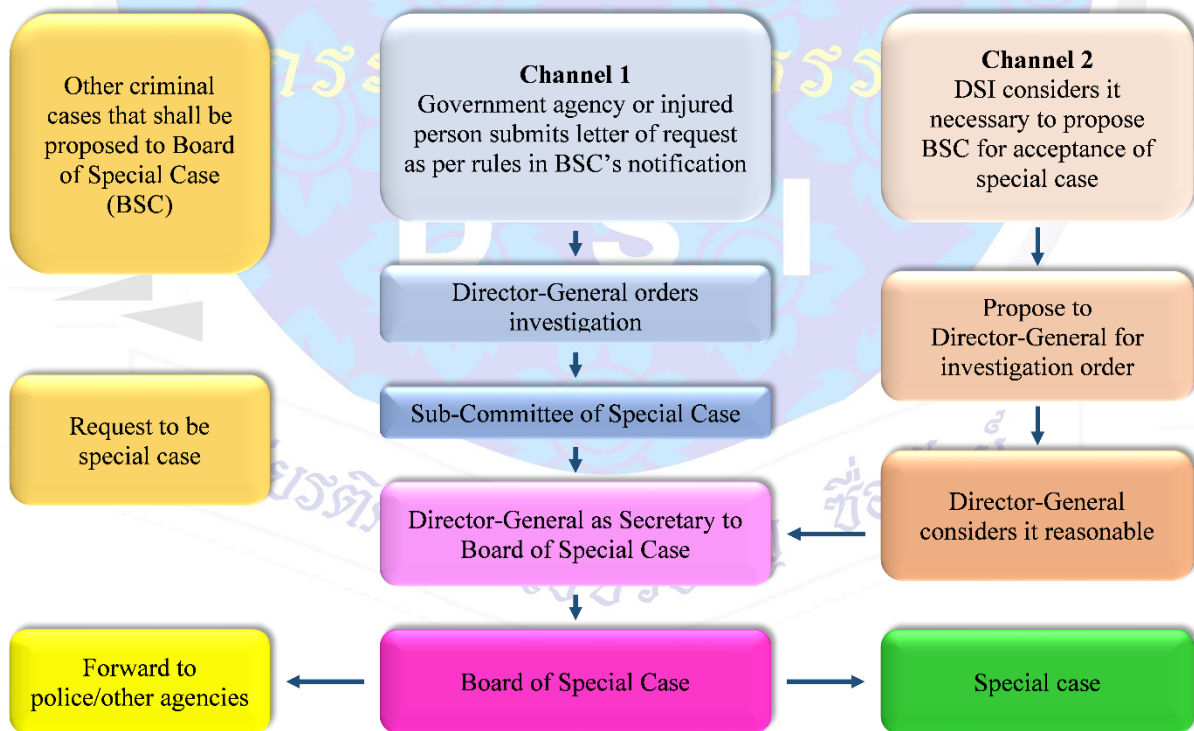 Other criminal
cases that shall be
proposed to Board
of Special Case
(BSC)
Channel 1
Government agency or injured
person submits letter of request
as per rules in BSC’s notification
Channel 2
DSI considers it
necessary to propose
BSC for acceptance of
special case
D S I
Director-General orders
investigation
Propose to
Director-General for
investigation order
Request to be
special case
Sub-Committee of Special Case
Director-General as Secretary to
Board of Special Case
Director-General
considers it reasonable
Forward to
police/other agencies
Board of Special Case
Special case